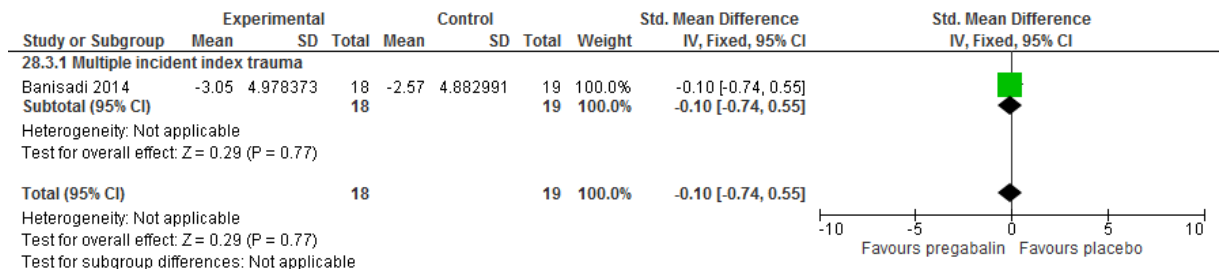 Experimental Control Std. Mean Difference Std. Mean Difference
Study or Subgroup Mean SD Total Mean SD Total Weight IV, Fixed, 95% CI IV, Fixed, 95% CI
28.3.1 Multiple incident index trauma
Banisadi 2014 -3.05 4.978373 18 -2.57 4.882991 19 100.0% -0.10 [-0.74, 0.55]
Subtotal (95% CI) 18 19 100.0% -0.10 [-0.74, 0.55]
Heterogeneity: Not applicable
Test for overall effect: Z = 0.29 (P = 0.77)
Total (95% CI) 18 19 100.0% -0.10 [-0.74, 0.55]
Heterogeneity: Not applicable
Test for overall effect: Z = 0.29 (P = 0.77)
Test for subgroup differences: Not applicable
-10 -5 0 5 10
Favours pregabalin Favours placebo